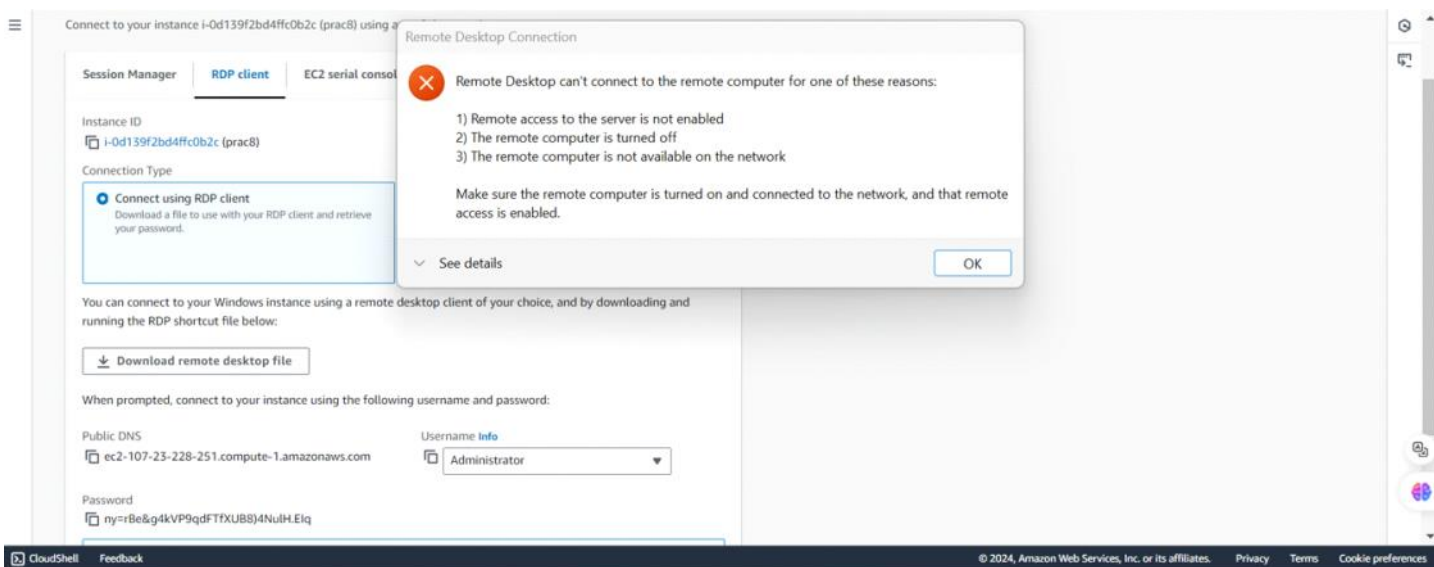 Connect to your instance i-0d139f2bd4ffc0b2c (prac8) using a
Remote Desktop Connection
Session Manager
RDP client
EC2 serial consol
Remote Desktop can't connect to the remote computer for one of these reasons:
1) Remote access to the server is not enabled
2) The remote computer is turned off
3) The remote computer is not available on the network
Make sure the remote computer is turned on and connected to the network, and that remote
access is enabled.
See details
OK
Instance ID
i-0d139f2bd4ffc0b2c (prac8)
Connection Type
Connect using RDP client
Download a file to use with your RDP client and retrieve
your password.
You can connect to your Windows instance using a remote desktop client of your choice, and by downloading and
running the RDP shortcut file below:
Download remote desktop file
When prompted, connect to your instance using the following username and password:
Public DNS
ec2-107-23-228-251.compute-1.amazonaws.com
Username Info
Administrator
Password
ny=rBe&g4kVP9qdFTfXUB8)4NulH.EIq
CloudShell Feedback
© 2024, Amazon Web Services, Inc. or its affiliates. Privacy Terms Cookie preferences